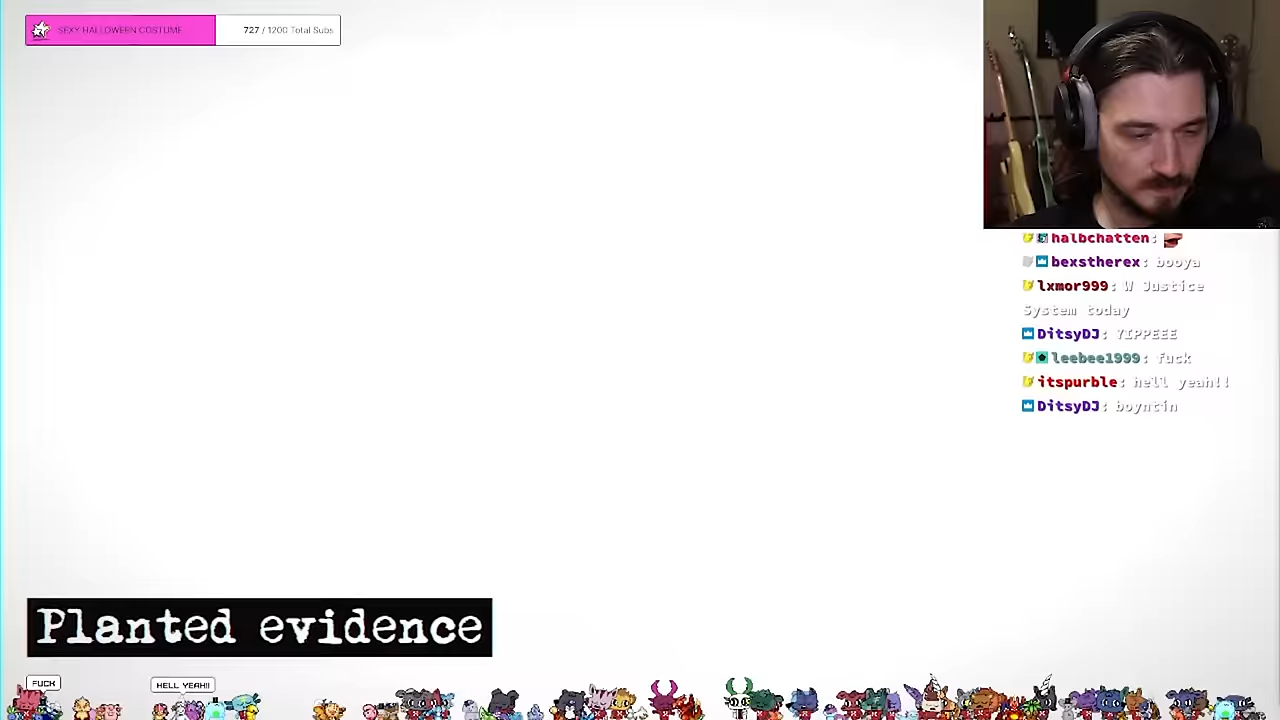 SEXY HALLOWEEN COSTUME
727 / 1200 Total Subs
halbchatten:
bexstherex: booya
lxmor999: W Justice
System today
DitsyDJ: YIPPEEE
leebee1999: fuck
itspurble: hell yeah!!
DitsyDJ: boyntin
Planted evidence
FUCK
HELL YEAH!!